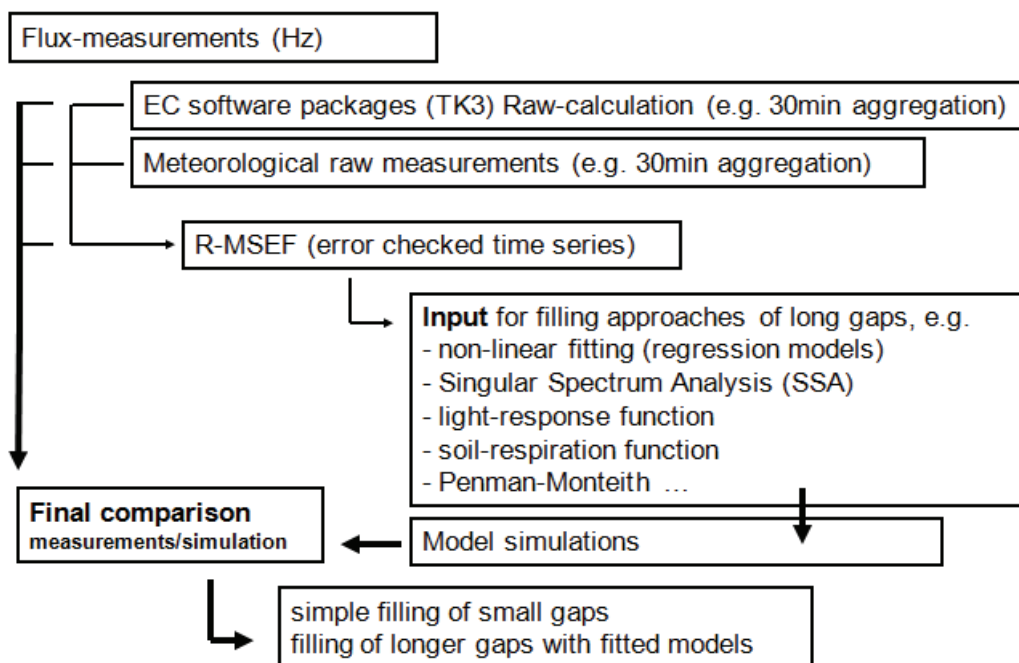 Flux-measurements (Hz)
EC software packages (TK3) Raw-calculation (e.g. 30min aggregation)
Meteorological raw measurements (e.g. 30min aggregation)
R-MSEF (error checked time series)
Input for filling approaches of long gaps, e.g.
- non-linear fitting (regression models)
- Singular Spectrum Analysis (SSA)
- light-response function
- soil-respiration function
- Penman-Monteith ...
Final comparison
measurements/simulation
Model simulations
simple filling of small gaps
filling of longer gaps with fitted models